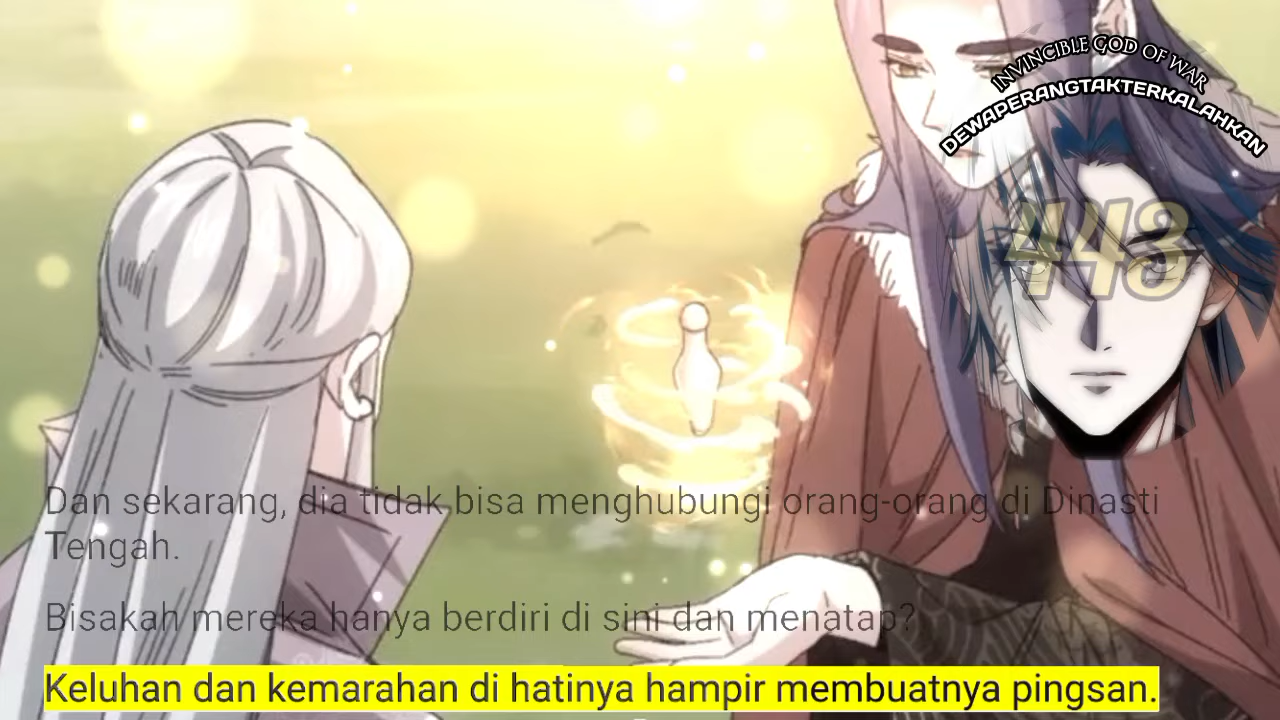 INVINCIBLE GOD OF WAR
DEWAPERANGTAKTERKALAHKAN
Dan sekarang, dia tidak bisa menghubungi orang-orang di Dinasti
Tengah.
Bisakah mereka hanya berdiri di sini dan menatap?
Keluhan dan kemarahan di hatinya hampir membuatnya pingsan.